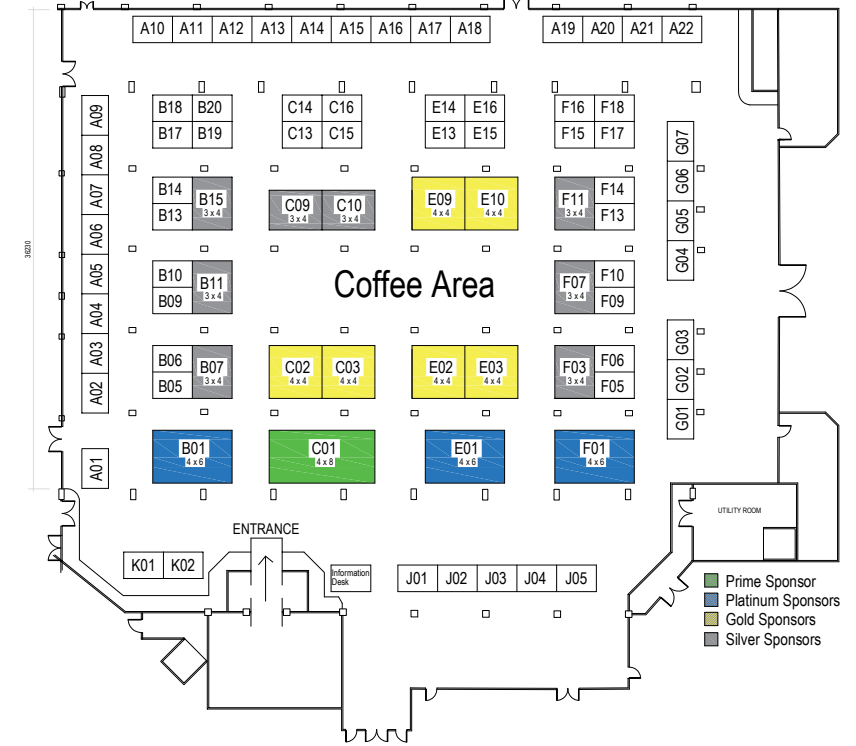 A10 A11 A12 A13 A14 A15 A16 A17 A18 A19 A20 A21 A22
B18 B20 C14 C16 E14 E16 F16 F18
B17 B19 C13 C15 E13 E15 F15 F17
A09
A08
A07
A06
A05
A04
A03
A02
A01
G07
G06
G05
G04
G03
G02
G01
B14 B15 C09 C10 E09 E10 F11 F14
3 x 4 3 x 4 3 x 4 4 x 4 4 x 4 3 x 4
B13 F13
36230
Coffee Area
B10 B11 F07 F10
3 x 4 3 x 4
B09 F09
B06 B07 C02 C03 E02 E03 F03 F06
3 x 4 4 x 4 4 x 4 4 x 4 4 x 4 3 x 4
B05 F05
B01 C01 E01 F01
4 x 6 4 x 8 4 x 6 4 x 6
UTILITY ROOM
ENTRANCE
K01 K02
Information
Desk
J01 J02 J03 J04 J05
Prime Sponsor
Platinum Sponsors
Gold Sponsors
Silver Sponsors